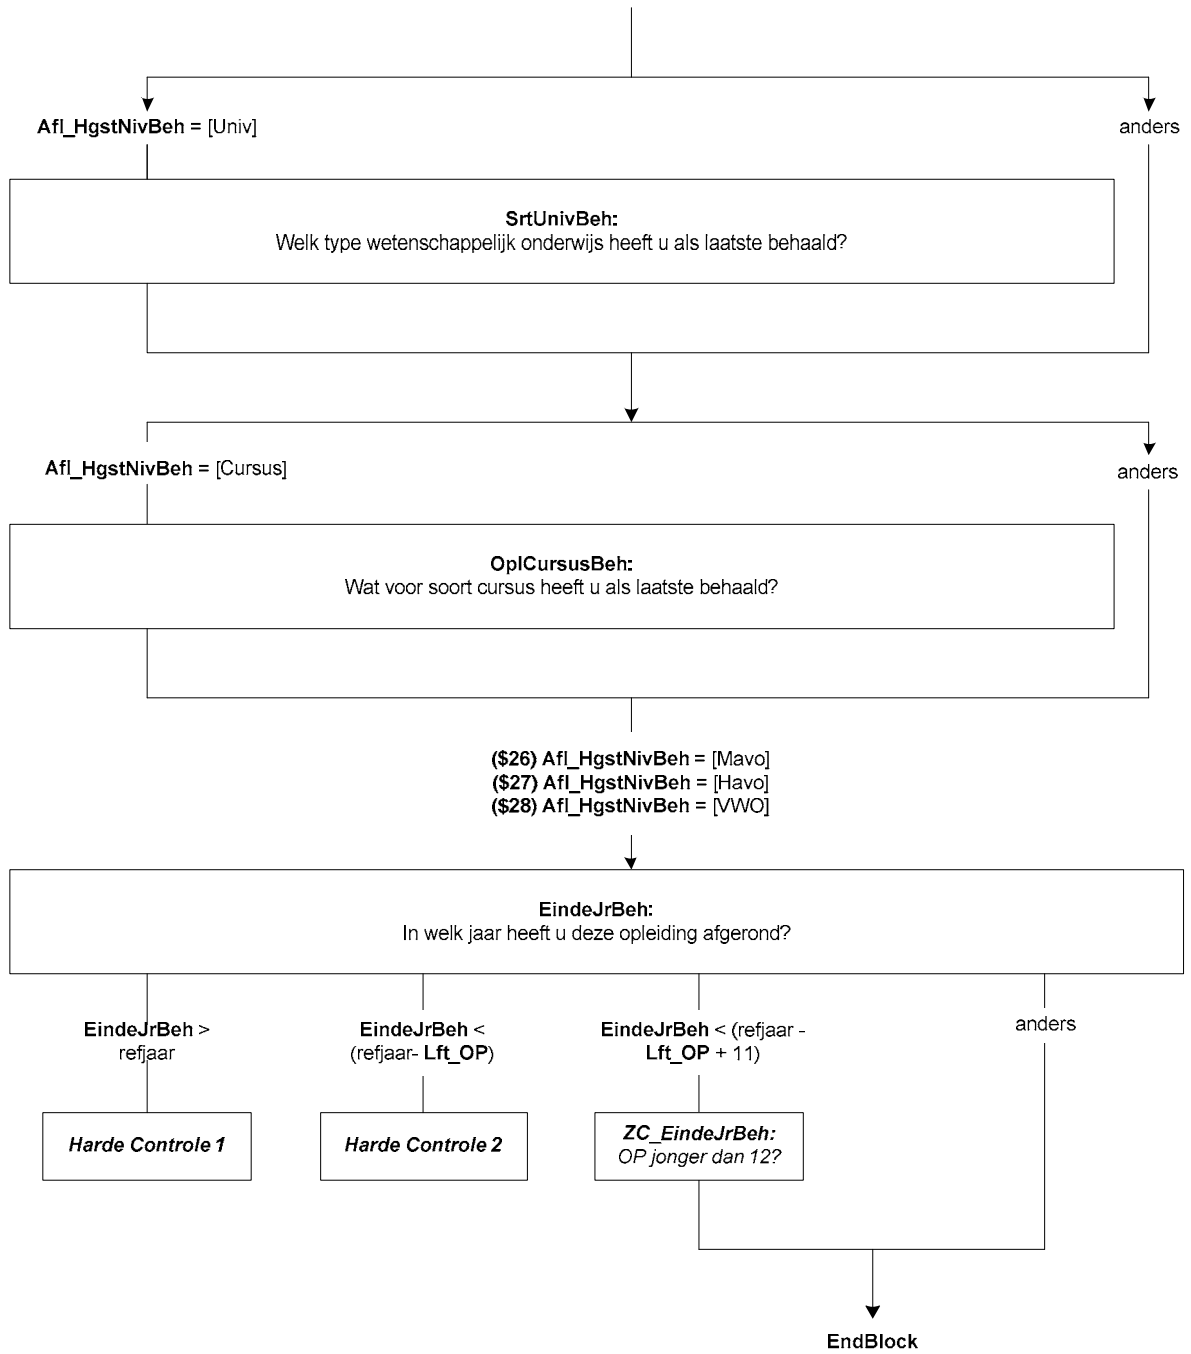 Afl_HgstNivBeh = [Univ]
anders
SrtUnivBeh:
Welk type wetenschappelijk onderwijs heeft u als laatste behaald?
Afl_HgstNivBeh = [Cursus]
anders
OplCursusBeh:
Wat voor soort cursus heeft u als laatste behaald?
($26) Afl_HgstNivBeh = [Mavo]
($27) Afl_HgstNivBeh = [Havo]
($28) Afl_HgstNivBeh = [VWO]
EindeJrBeh:
In welk jaar heeft u deze opleiding afgerond?
EindeJrBeh >
refjaar
EindeJrBeh <
(refjaar- Lft_OP)
EindeJrBeh < (refjaar -
Lft_OP + 11)
anders
Harde Controle 1
Harde Controle 2
ZC_EindeJrBeh:
OP jonger dan 12?
EndBlock